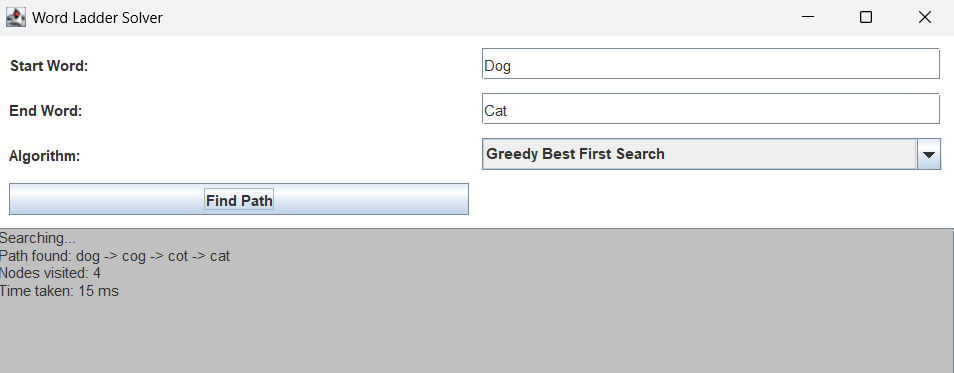 Word Ladder Solver
Start Word: Dog
End Word: Cat
Algorithm: Greedy Best First Search
Find Path
Searching...
Path found: dog -> cog -> cot -> cat
Nodes visited: 4
Time taken: 15 ms